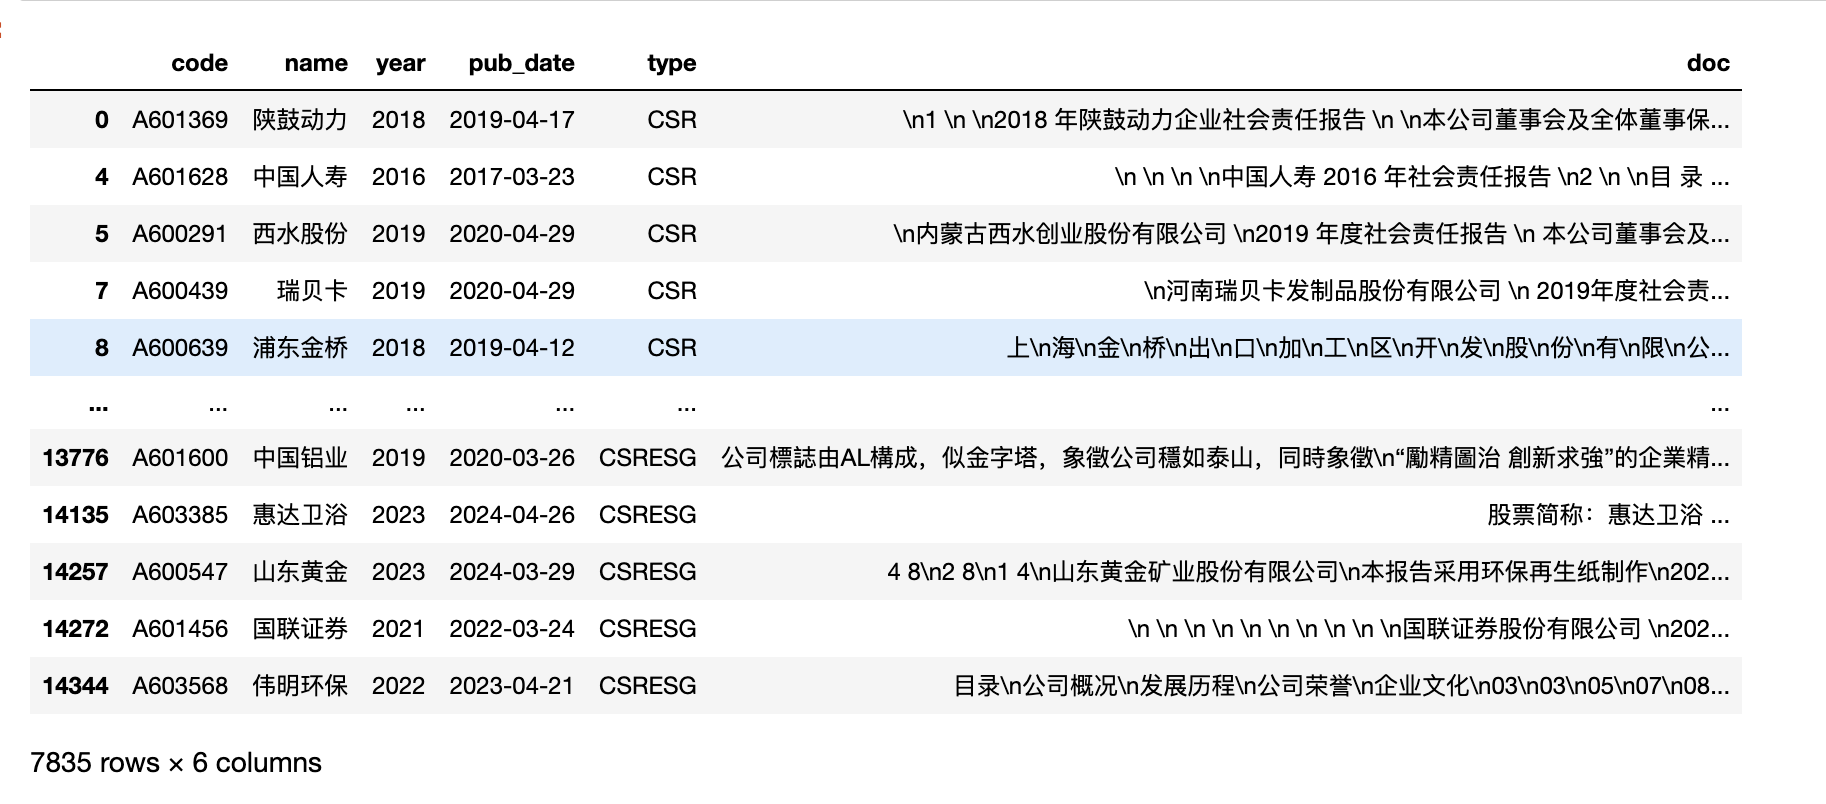 code name year pub_date type doc
0 A601369 陕鼓动力 2018 2019-04-17 CSR \n1 \n \n2018 年陕鼓动力企业社会责任报告 \n \n本公司董事会及全体董事保...
4 A601628 中国人寿 2016 2017-03-23 CSR \n \n \n \n中国人寿 2016 年社会责任报告 \n2 \n \n目 录 ...
5 A600291 西水股份 2019 2020-04-29 CSR \n内蒙古西水创业股份有限公司 \n2019 年度社会责任报告 \n 本公司董事会及...
7 A600439 瑞贝卡 2019 2020-04-29 CSR \n河南瑞贝卡发制品股份有限公司 \n 2019年度社会责...
8 A600639 浦东金桥 2018 2019-04-12 CSR 上\n海\n金\n桥\n出\n口\n加\n工\n区\n开\n发\n股\n份\n有\n限\n公...
... ... ... ... ... ... ...
13776 A601600 中国铝业 2019 2020-03-26 CSRESG 公司標誌由AL構成，似金字塔，象徵公司穩如泰山，同時象徵\n“勵精圖治 創新求強”的企業精...
14135 A603385 惠达卫浴 2023 2024-04-26 CSRESG 股票简称：惠达卫浴 ...
14257 A600547 山东黄金 2023 2024-03-29 CSRESG 4 8\n2 8\n1 4\n山东黄金矿业股份有限公司\n本报告采用环保再生纸制作\n202...
14272 A601456 国联证券 2021 2022-03-24 CSRESG \n \n \n \n \n \n \n \n \n \n国联证券股份有限公司 \n202...
14344 A603568 伟明环保 2022 2023-04-21 CSRESG 目录\n公司概况\n发展历程\n公司荣誉\n企业文化\n03\n03\n05\n07\n08...
7835 rows × 6 columns